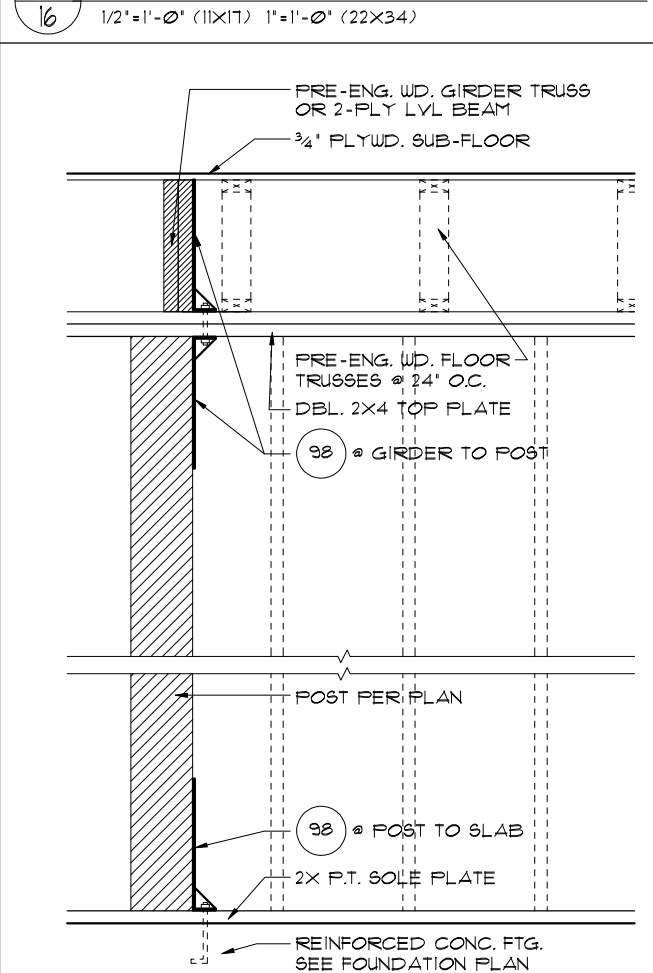 16 1/2"=1'-0" (11X17) 1"=1'-0" (22X34)
PRE-ENG. WD. GIRDER TRUSS
OR 2-PLY LVL BEAM
3/4" PLYWD. SUB-FLOOR
PRE-ENG. WD. FLOOR
TRUSSES @ 24" O.C.
DBL. 2X4 TOP PLATE
98 @ GIRDER TO POST
POST PER PLAN
98 @ POST TO SLAB
2X P.T. SOLE PLATE
REINFORCED CONC. FTG.
SEE FOUNDATION PLAN